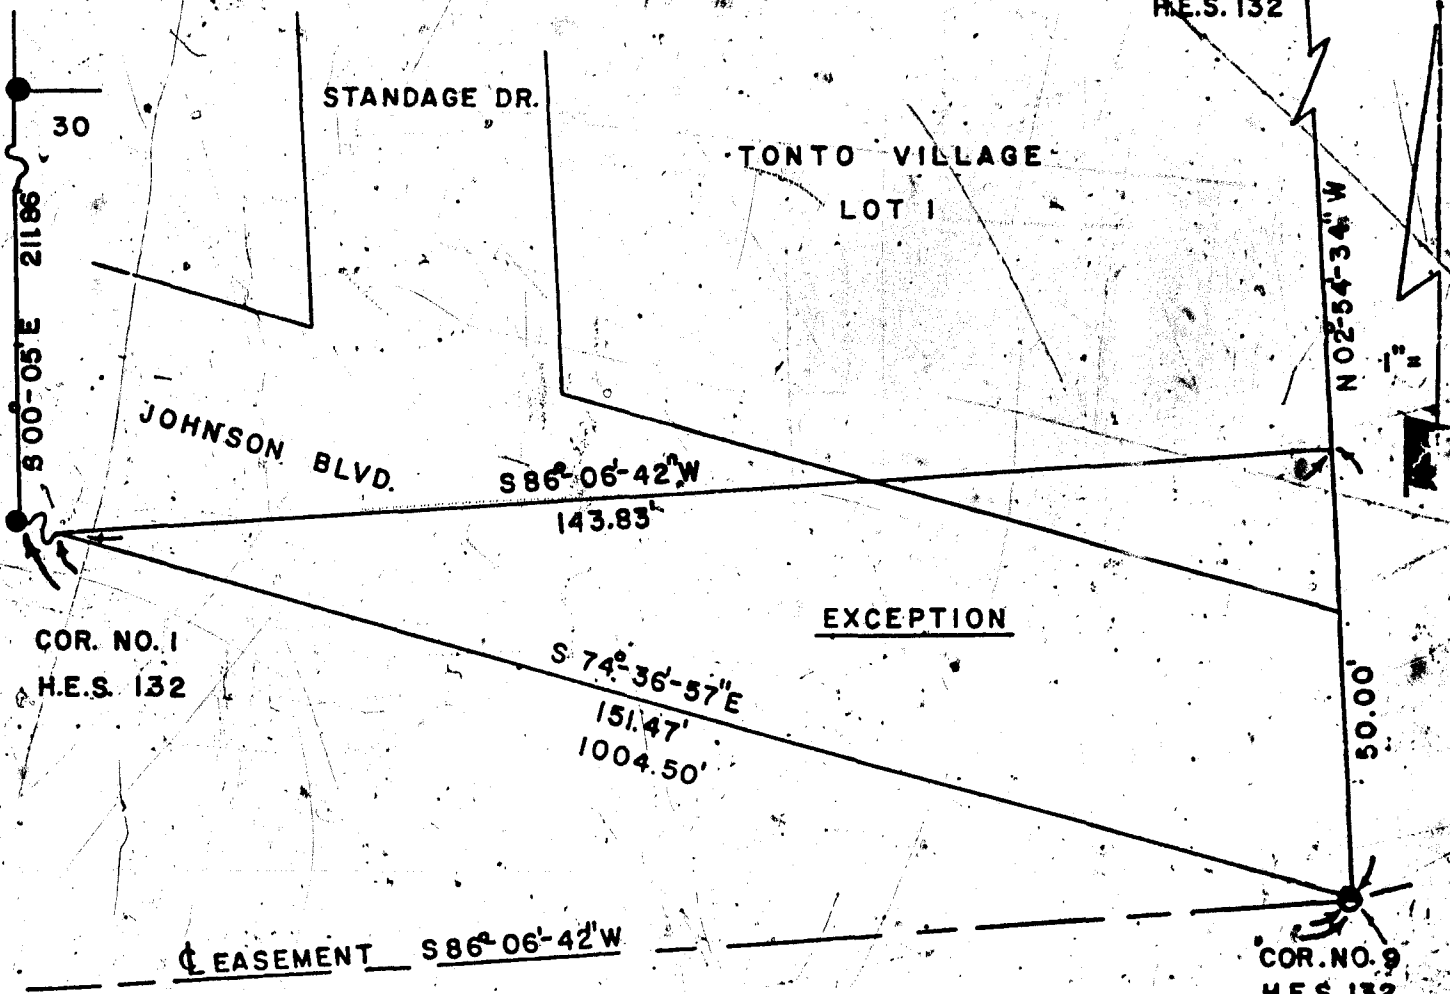 H.E.S. 132
STANDAGE DR.
30
TONTO VILLAGE
LOT 1
211.86'
S 00-05' E
N 02°-54'-34" W
1"=
JOHNSON BLVD.
S 86°-06'-42" W
143.83'
COR. NO. 1
H.E.S. 132
EXCEPTION
S 74°-36'-57" E
151.47'
1004.50'
50.00'
℄ EASEMENT S 86°-06'-42" W
COR. NO. 9
H.E.S. 132